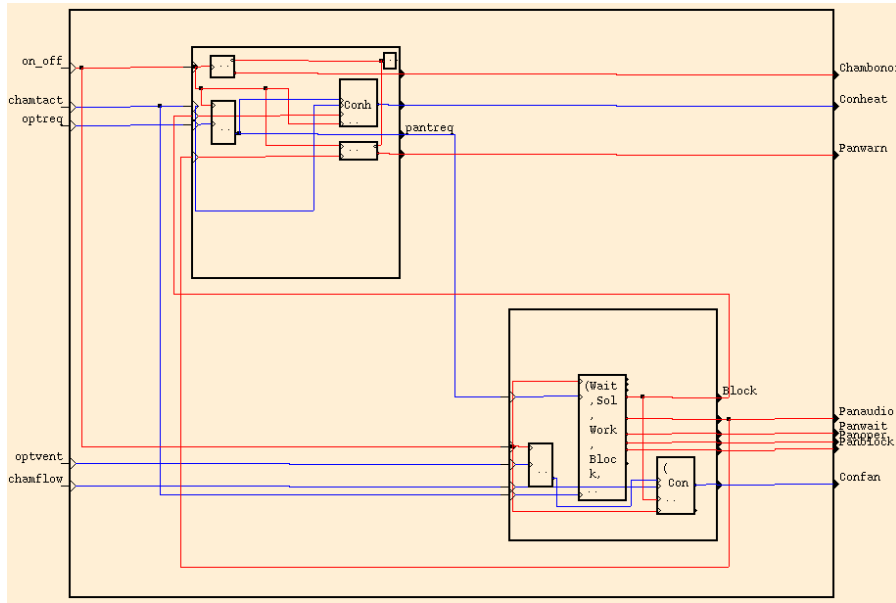 on_off
chamtact
optreq
Conh
..
..
..
..
pantreq
Conheat
Panwarn
Block
(Wait
,Sol
,
Work
,
Bloc
k,
..
(
Con
..
..
Panaudio
Panwait
Panoper
Panblock
optvent
chamflow
Confan